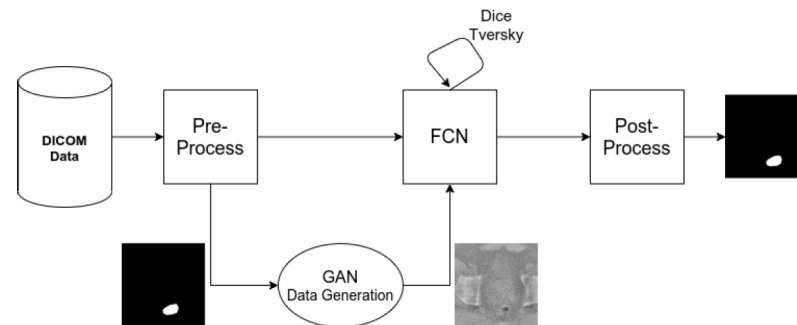 Dice
Tversky
DICOM
Data
Pre-
Process
FCN
Post-
Process
GAN
Data Generation